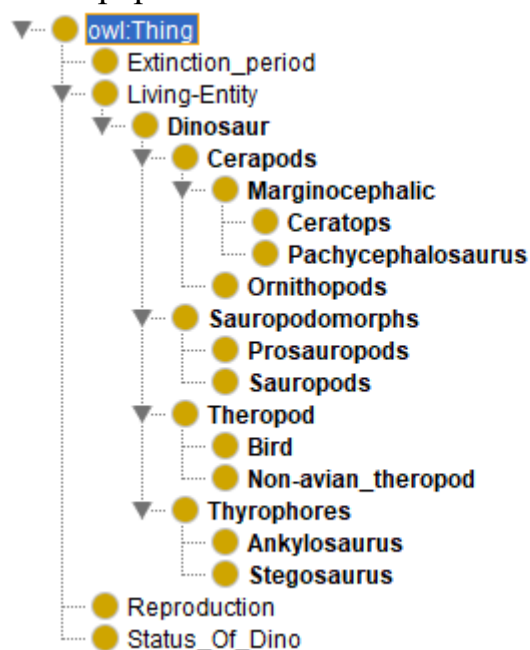 owl:Thing
Extinction_period
Living-Entity
Dinosaur
Cerapods
Marginocephalic
Ceratops
Pachycephalosaurus
Ornithopods
Sauropodomorphs
Prosauropods
Sauropods
Theropod
Bird
Non-avian_theropod
Thyrophores
Ankylosaurus
Stegosaurus
Reproduction
Status_Of_Dino